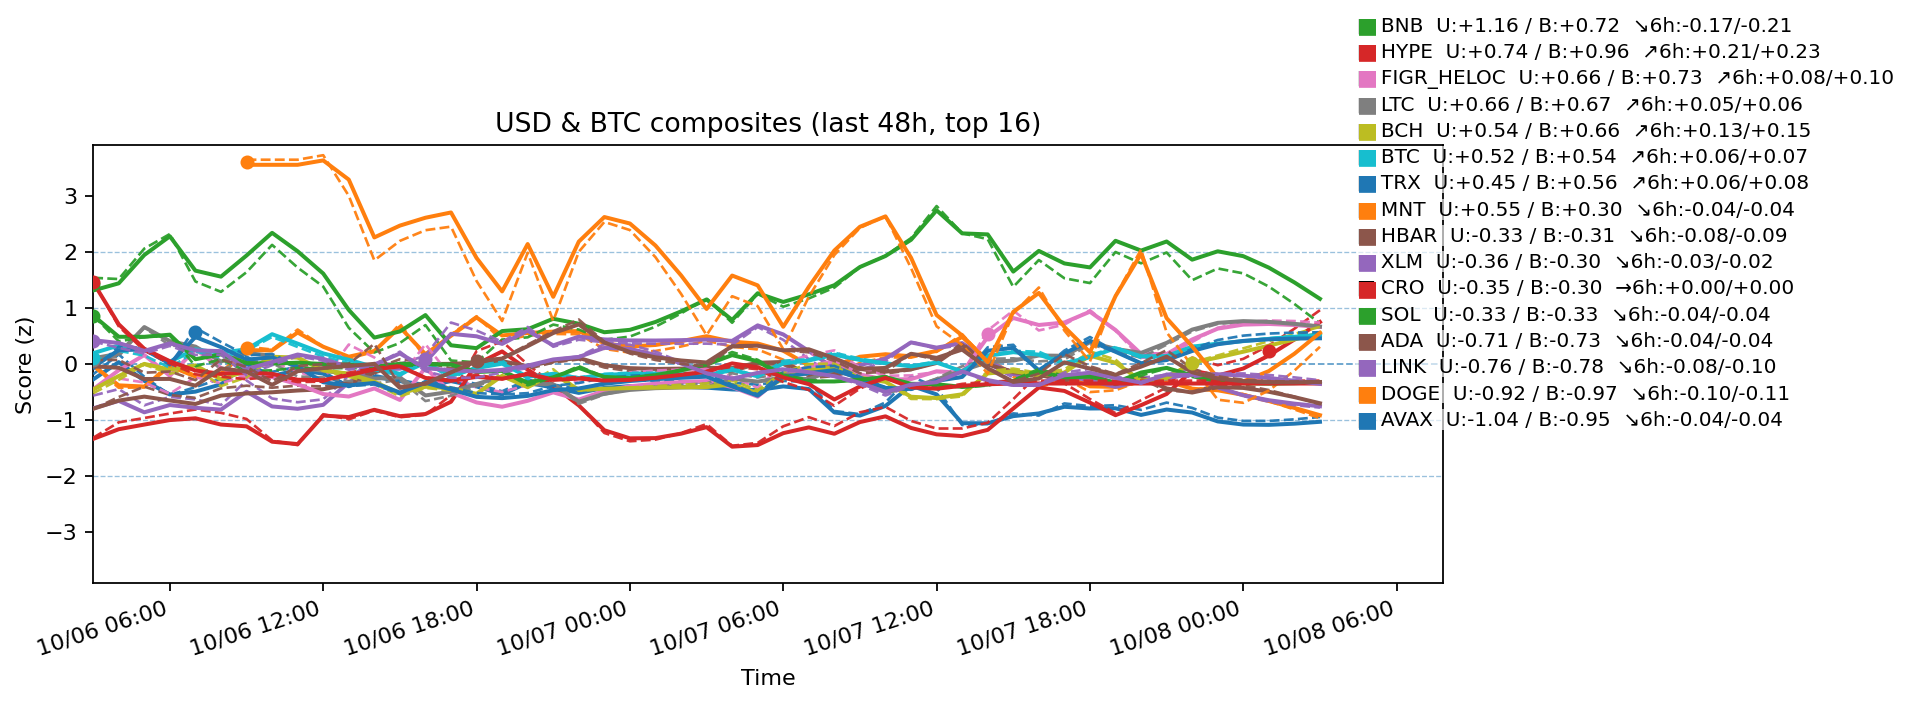 BNB U:+1.16 / B:+0.72 ↘6h:-0.17/-0.21
HYPE U:+0.74 / B:+0.96 ↗6h:+0.21/+0.23
FIGR_HELOC U:+0.66 / B:+0.73 ↗6h:+0.08/+0.10
LTC U:+0.66 / B:+0.67 ↗6h:+0.05/+0.06
BCH U:+0.54 / B:+0.66 ↗6h:+0.13/+0.15
BTC U:+0.52 / B:+0.54 ↗6h:+0.06/+0.07
TRX U:+0.45 / B:+0.56 ↗6h:+0.06/+0.08
MNT U:+0.55 / B:+0.30 ↘6h:-0.04/-0.04
HBAR U:-0.33 / B:-0.31 ↘6h:-0.08/-0.09
XLM U:-0.36 / B:-0.30 ↘6h:-0.03/-0.02
CRO U:-0.35 / B:-0.30 →6h:+0.00/+0.00
SOL U:-0.33 / B:-0.33 ↘6h:-0.04/-0.04
ADA U:-0.71 / B:-0.73 ↘6h:-0.04/-0.04
LINK U:-0.76 / B:-0.78 ↘6h:-0.08/-0.10
DOGE U:-0.92 / B:-0.97 ↘6h:-0.10/-0.11
AVAX U:-1.04 / B:-0.95 ↘6h:-0.04/-0.04
USD & BTC composites (last 48h, top 16)
Score (z)
3
2
1
0
−1
−2
−3
10/06 06:00
10/06 12:00
10/06 18:00
10/07 00:00
10/07 06:00
10/07 12:00
10/07 18:00
10/08 00:00
10/08 06:00
Time